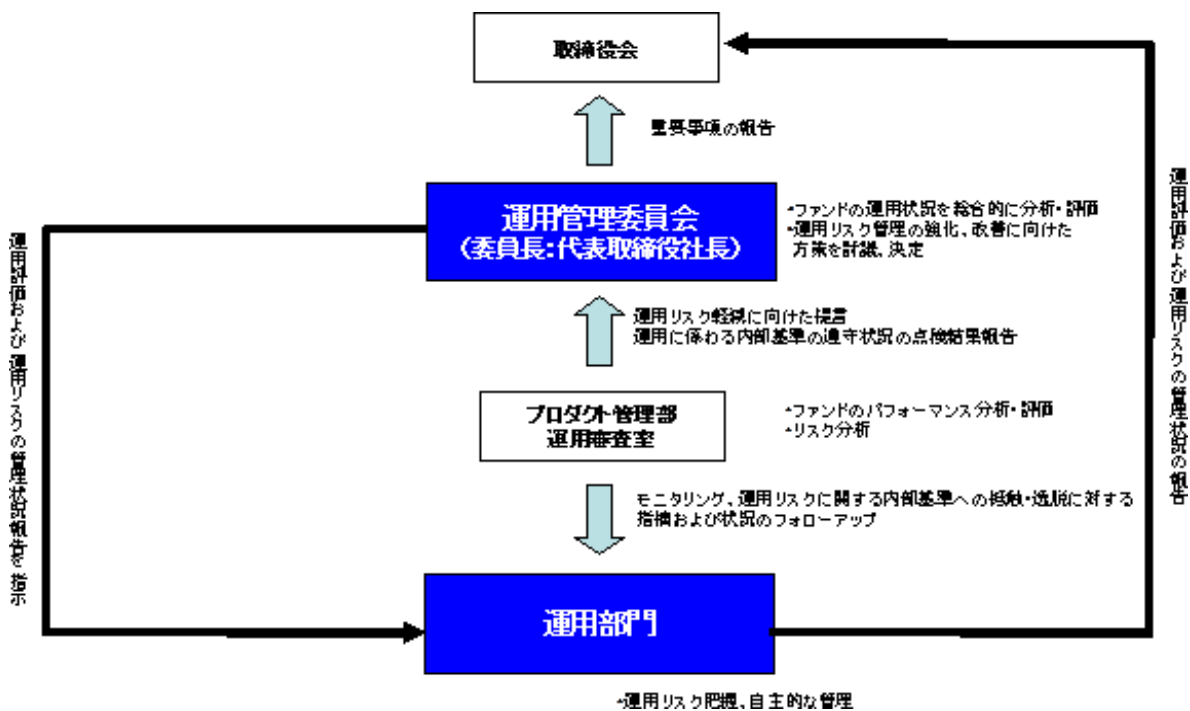 取締役会
重要事項の報告
運用管理委員会
(委員長:代表取締役社長)
・ファンドの運用状況を総合的に分析・評価
・運用リスク管理の強化、改善に向けた
方策を討議、決定
運用リスク軽減に向けた提言
運用に係わる内部基準の遵守状況の点検結果報告
プロダクト管理部
運用審査室
・ファンドのパフォーマンス分析・評価
・リスク分析
モニタリング、運用リスクに関する内部基準への抵触・逸脱に対する
指摘および状況のフォローアップ
運用部門
・運用リスク把握、自主的な管理
運用評価および運用リスクの管理状況報告を指示
運用評価および運用リスクの管理状況の報告